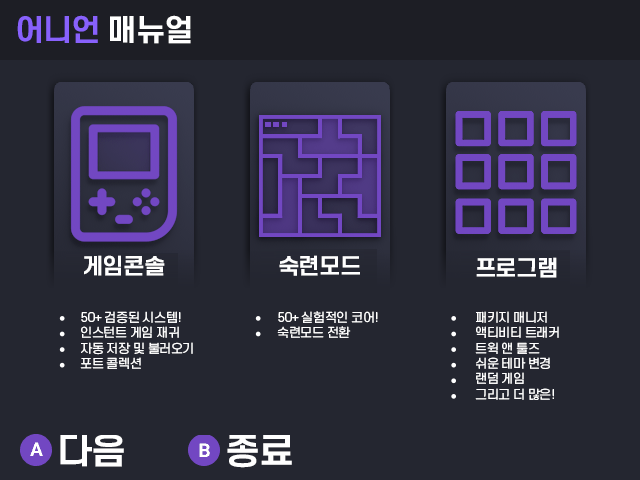 어니언 매뉴얼
게임콘솔
• 50+ 검증된 시스템!
• 인스턴트 게임 재귀
• 자동 저장 및 불러오기
• 포트 콜렉션
숙련모드
• 50+ 실험적인 코어!
• 숙련모드 전환
프로그램
• 패키지 매니저
• 액티비티 트래커
• 트윅 앤 툴즈
• 쉬운 테마 변경
• 랜덤 게임
• 그리고 더 많은!
A 다음
B 종료